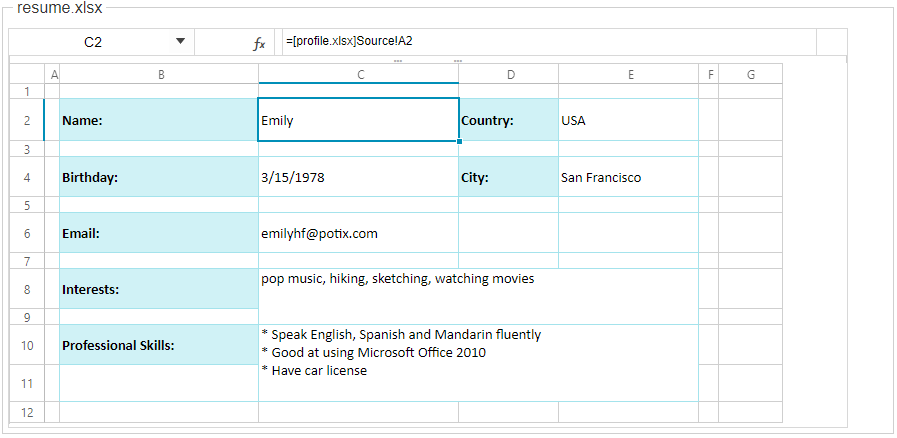 resume.xlsx
C2 fx =[profile.xlsx]Source!A2
A B C D E F G
1
2 Name: Emily Country: USA
3
4 Birthday: 3/15/1978 City: San Francisco
5
6 Email: emilyhf@potix.com
7
8 Interests: pop music, hiking, sketching, watching movies
9
10 Professional Skills: * Speak English, Spanish and Mandarin fluently
* Good at using Microsoft Office 2010
11 * Have car license
12